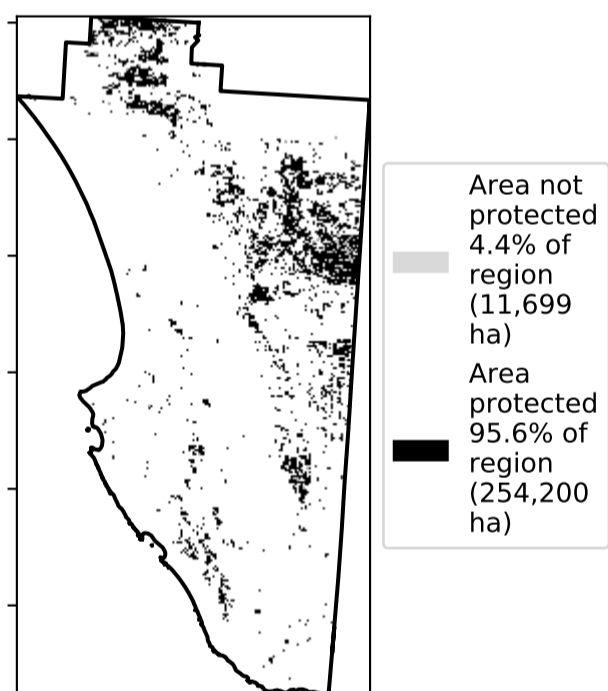 Area not
protected
4.4% of
region
(11,699
ha)
Area
protected
95.6% of
region
(254,200
ha)